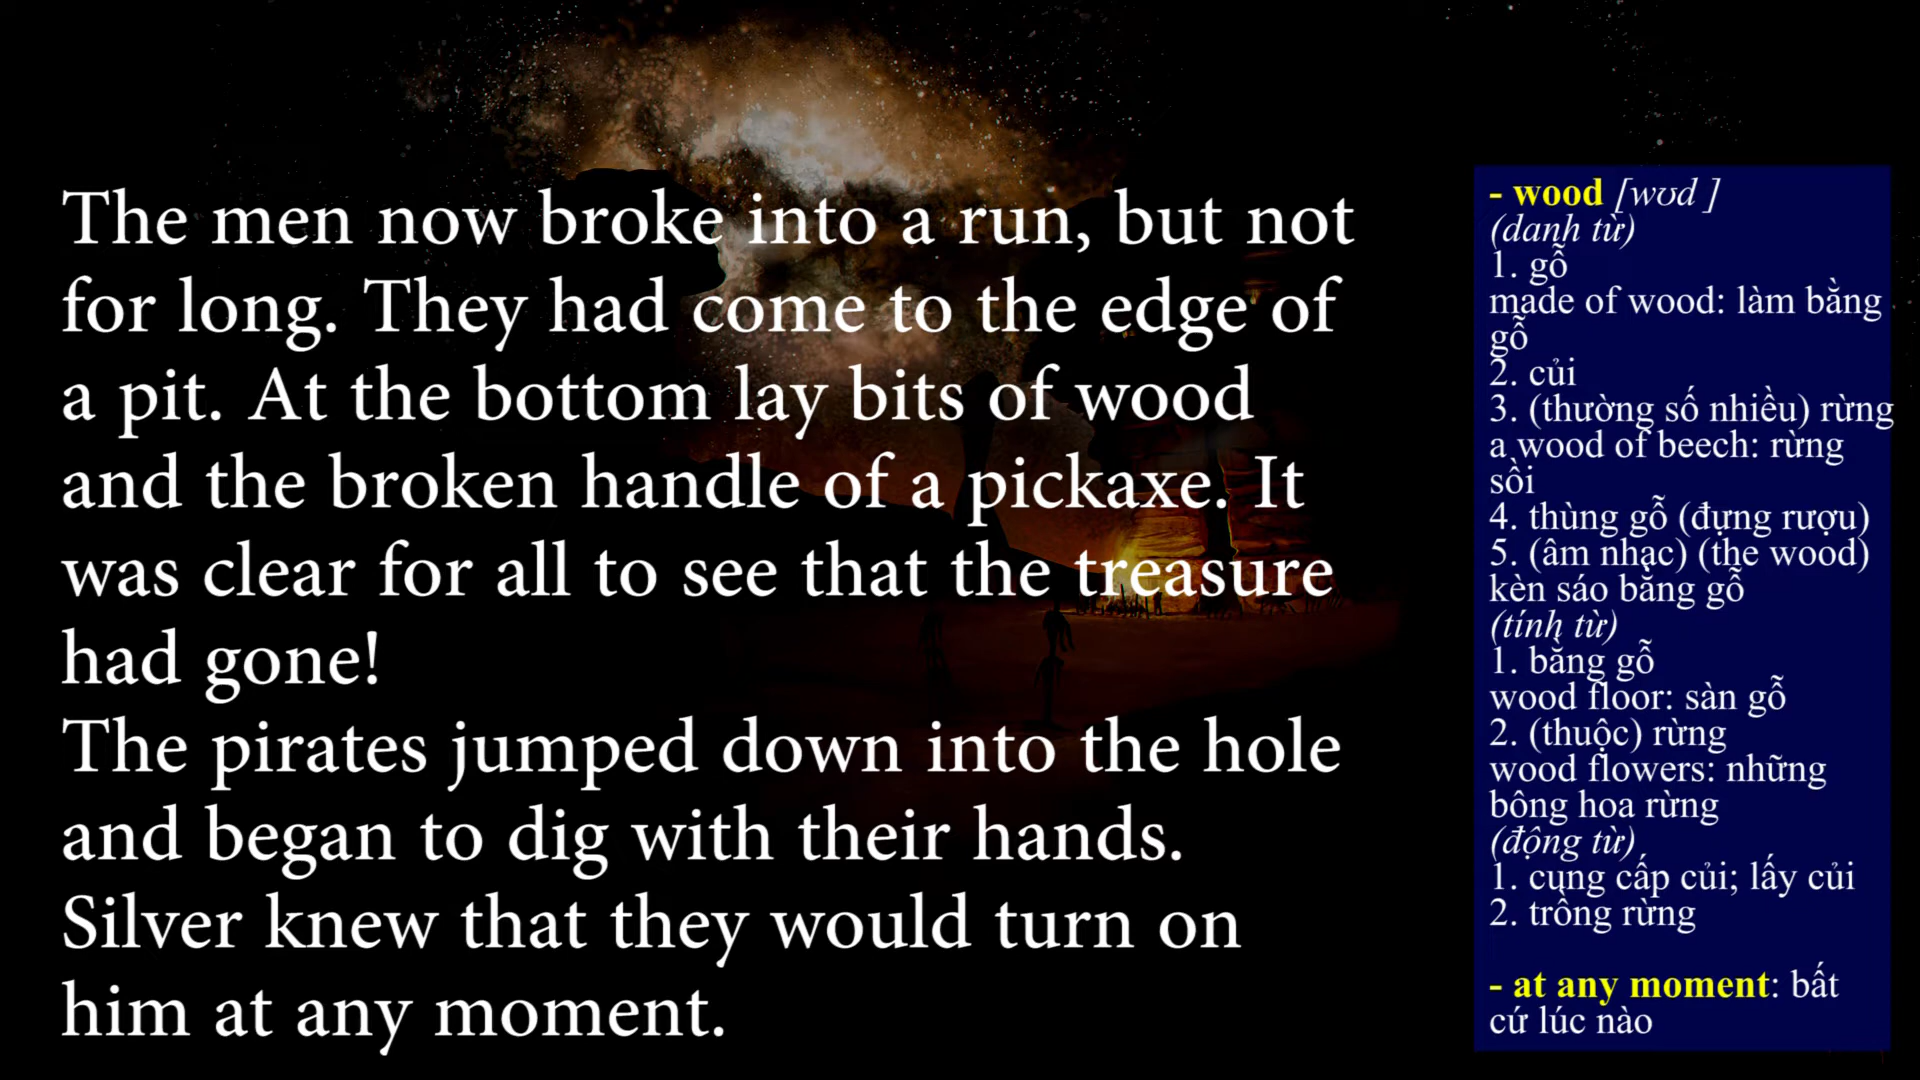 The men now broke into a run, but not
for long. They had come to the edge of
a pit. At the bottom lay bits of wood
and the broken handle of a pickaxe. It
was clear for all to see that the treasure
had gone!
The pirates jumped down into the hole
and began to dig with their hands.
Silver knew that they would turn on
him at any moment.
- wood [wʊd ]
(danh từ)
1. gỗ
made of wood: làm bằng
gỗ
2. củi
3. (thường số nhiều) rừng
a wood of beech: rừng
sồi
4. thùng gỗ (đựng rượu)
5. (âm nhạc) (the wood)
kèn sáo bằng gỗ
(tính từ)
1. bằng gỗ
wood floor: sàn gỗ
2. (thuộc) rừng
wood flowers: những
bông hoa rừng
(động từ)
1. cung cấp củi; lấy củi
2. trồng rừng
- at any moment: bất
cứ lúc nào